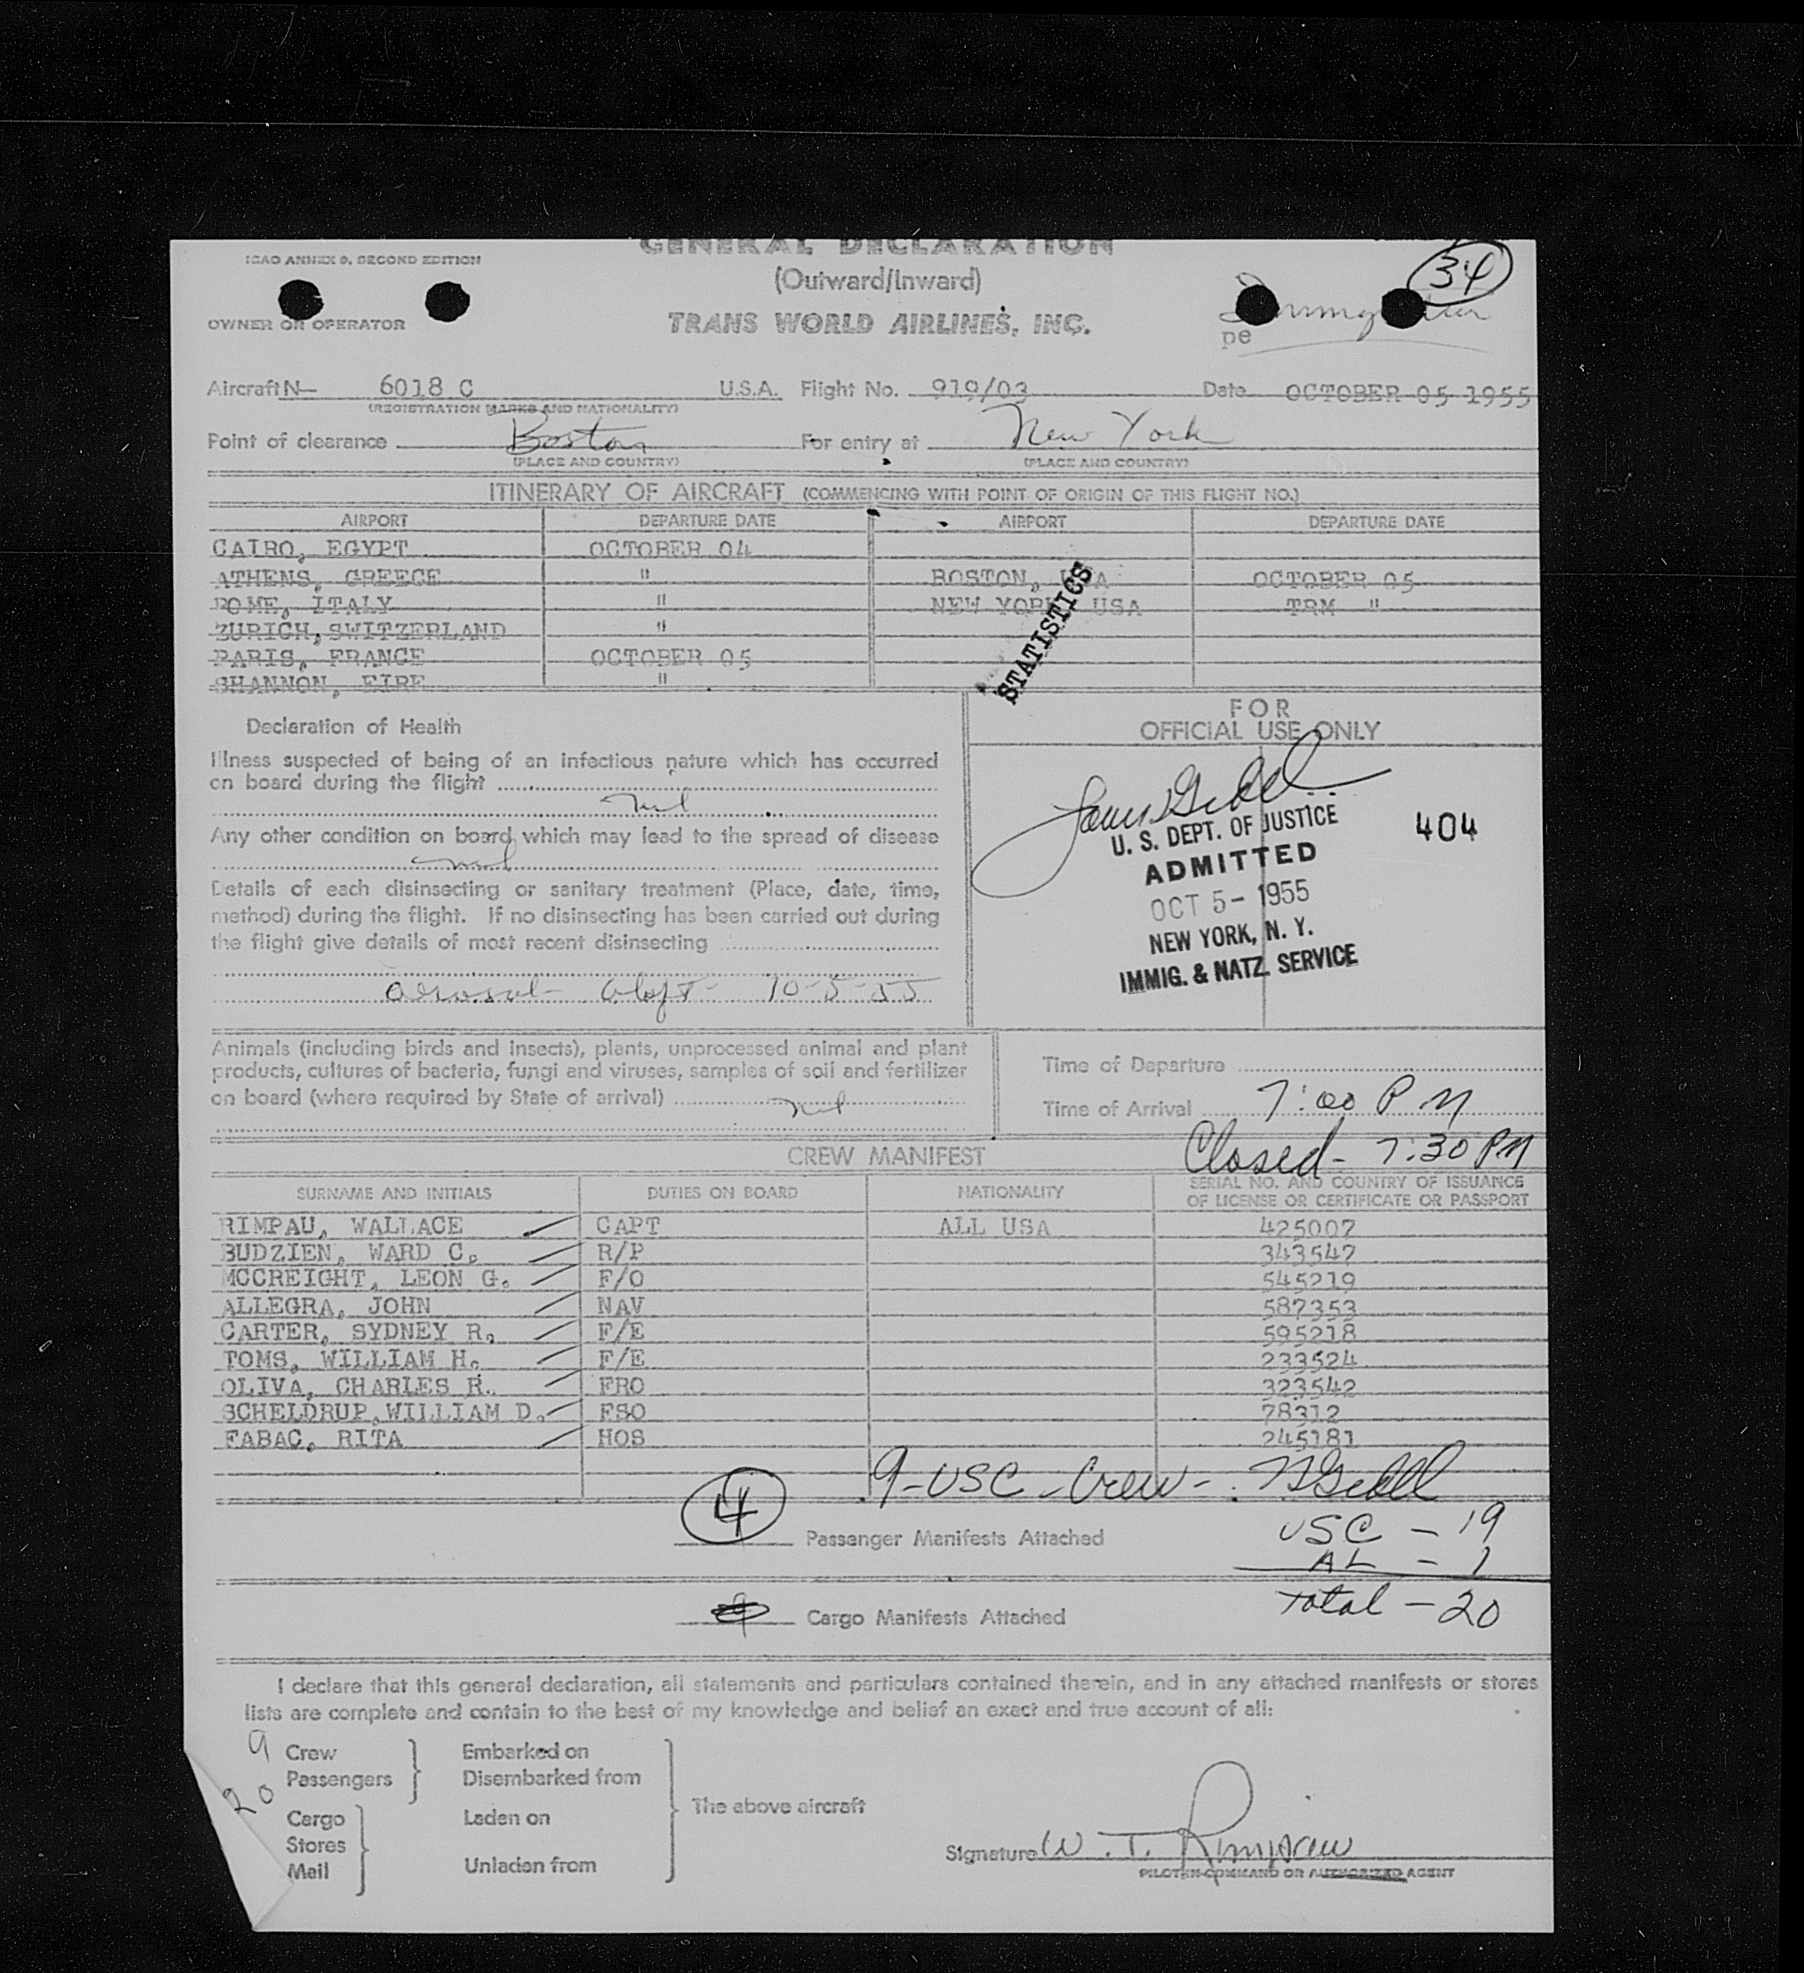 GENERAL DECLARATION
ICAO ANNEX 9, SECOND EDITION
34
(Outward/Inward)
OWNER OR OPERATOR
TRANS WORLD AIRLINES, INC.
Aircraft N— 6018 C U.S.A. Flight No. 919/03 Date OCTOBER 05 1955
(REGISTRATION MARKS AND NATIONALITY)
Point of clearance Boston For entry at New York
(PLACE AND COUNTRY) (PLACE AND COUNTRY)
ITINERARY OF AIRCRAFT (COMMENCING WITH POINT OF ORIGIN OF THIS FLIGHT NO.)
AIRPORT DEPARTURE DATE AIRPORT DEPARTURE DATE
CAIRO, EGYPT OCTOBER 04
ATHENS, GREECE " BOSTON, USA OCTOBER 05
ROME, ITALY " NEW YORK, USA TRM "
ZURICH, SWITZERLAND "
PARIS, FRANCE OCTOBER 05
SHANNON, EIRE "
STATISTICS
Declaration of Health
Illness suspected of being of an infectious nature which has occurred
on board during the flight
nil
Any other condition on board which may lead to the spread of disease
nil
Details of each disinsecting or sanitary treatment (Place, date, time,
method) during the flight. If no disinsecting has been carried out during
the flight give details of most recent disinsecting
aerosol aloft 10-5-55
FOR
OFFICIAL USE ONLY
404
U. S. DEPT. OF JUSTICE
ADMITTED
OCT 5- 1955
NEW YORK, N. Y.
IMMIG. & NATZ. SERVICE
Animals (including birds and insects), plants, unprocessed animal and plant
products, cultures of bacteria, fungi and viruses, samples of soil and fertilizer
on board (where required by State of arrival) nil
Time of Departure
Time of Arrival 7:00 PM
Closed - 7:30 PM
CREW MANIFEST
SURNAME AND INITIALS DUTIES ON BOARD NATIONALITY SERIAL NO. AND COUNTRY OF ISSUANCE
OF LICENSE OR CERTIFICATE OR PASSPORT
RIMPAU, WALLACE CAPT ALL USA 425007
BUDZIEN, WARD C. R/P 343547
MCCREIGHT, LEON G. F/O 545219
ALLEGRA, JOHN NAV 587353
CARTER, SYDNEY R. F/E 595218
TOMS, WILLIAM H. F/E 233524
OLIVA, CHARLES R. FRO 323542
SCHELDRUP, WILLIAM D. FSO 78312
FABAC, RITA HOS 245181
9-USC-Crew-
4 Passenger Manifests Attached
USC - 19
AL - 1
Total - 20
Cargo Manifests Attached
I declare that this general declaration, all statements and particulars contained therein, and in any attached manifests or stores
lists are complete and contain to the best of my knowledge and belief an exact and true account of all:
9 Crew Embarked on
20 Passengers Disembarked from
The above aircraft
Cargo Laden on
Stores
Mail Unladen from
Signature W. T. Rimpau
PILOT-IN-COMMAND OR AUTHORIZED AGENT